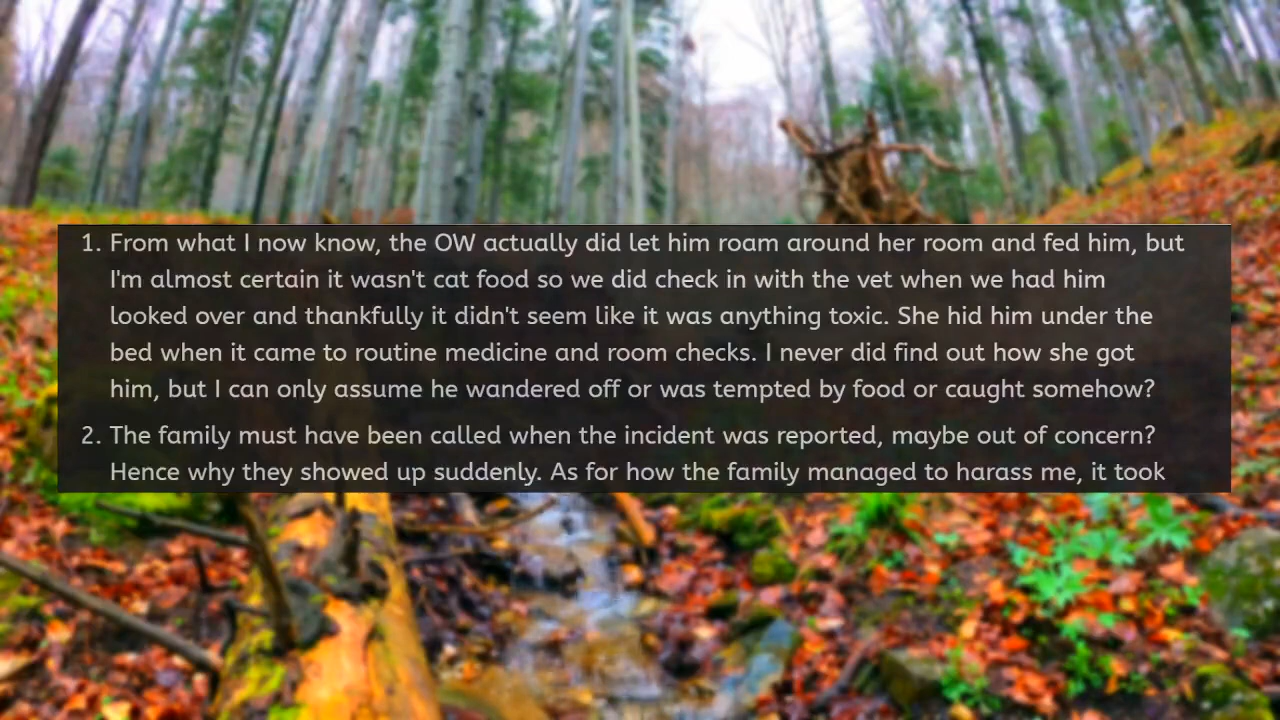 1. From what I now know, the OW actually did let him roam around her room and fed him, but
I'm almost certain it wasn't cat food so we did check in with the vet when we had him
looked over and thankfully it didn't seem like it was anything toxic. She hid him under the
bed when it came to routine medicine and room checks. I never did find out how she got
him, but I can only assume he wandered off or was tempted by food or caught somehow?
2. The family must have been called when the incident was reported, maybe out of concern?
Hence why they showed up suddenly. As for how the family managed to harass me, it took